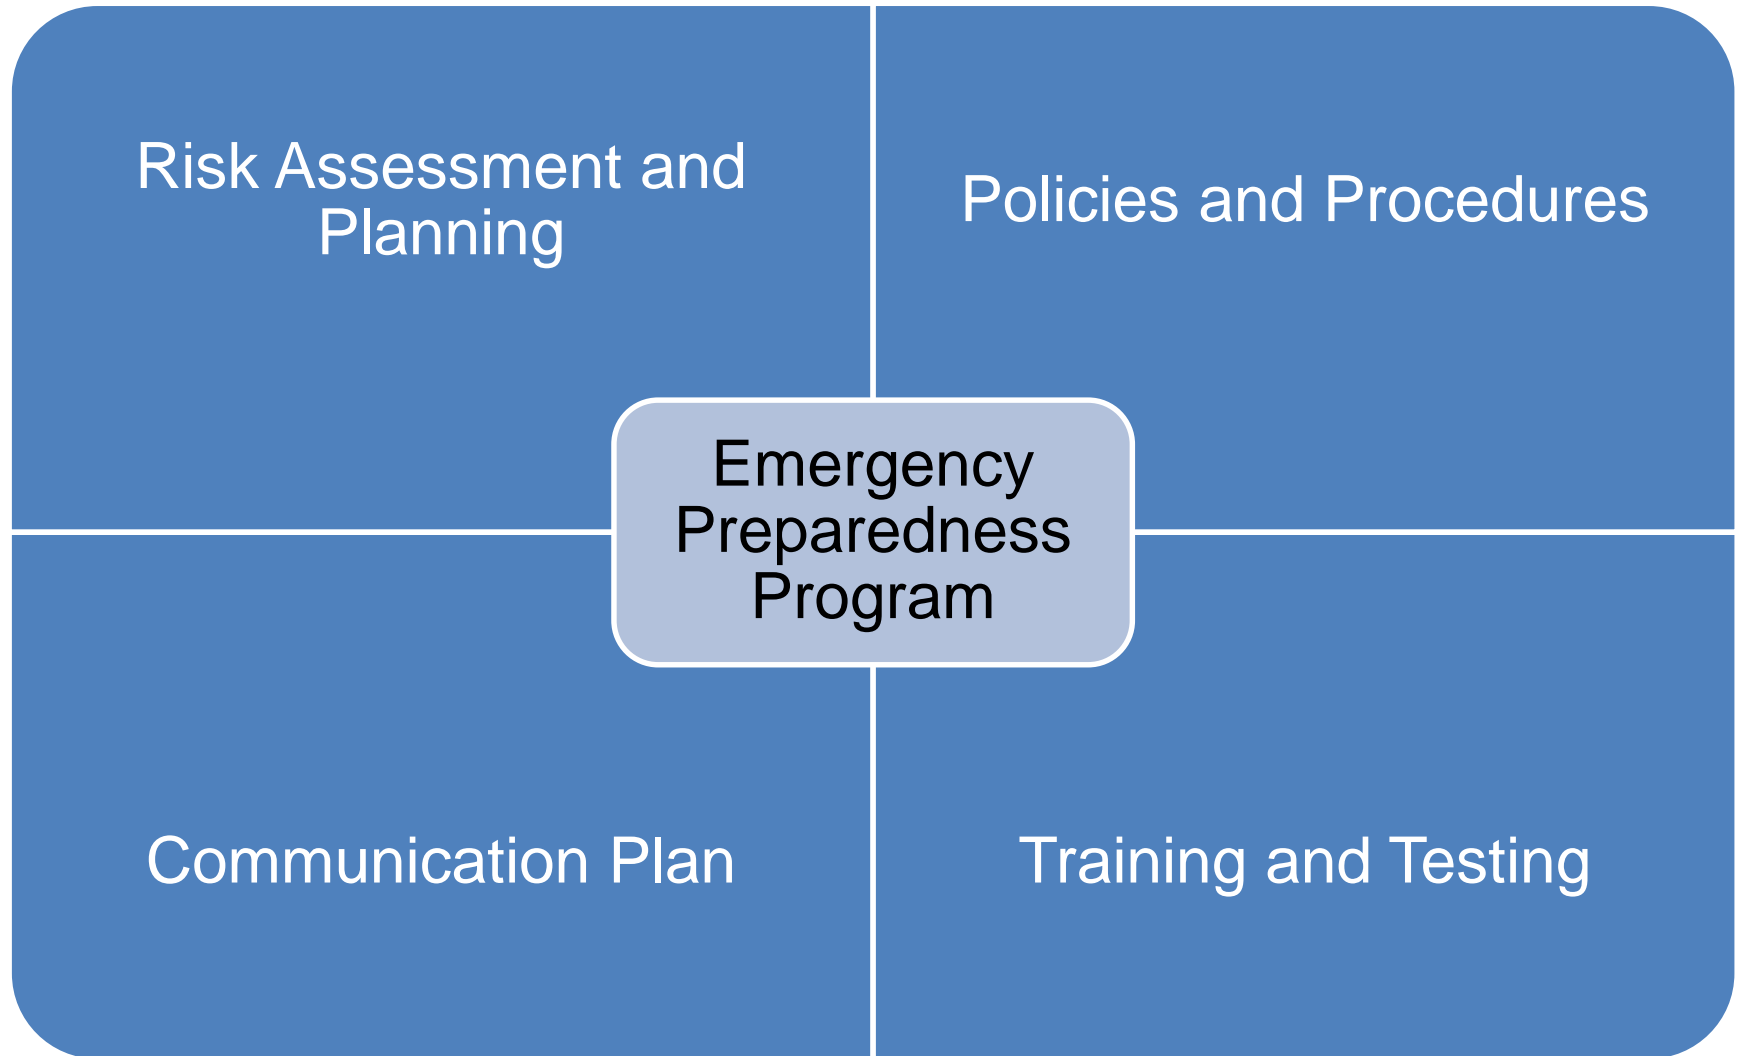 Risk Assessment and
Planning
Policies and Procedures
Emergency
Preparedness
Program
Communication Plan
Training and Testing